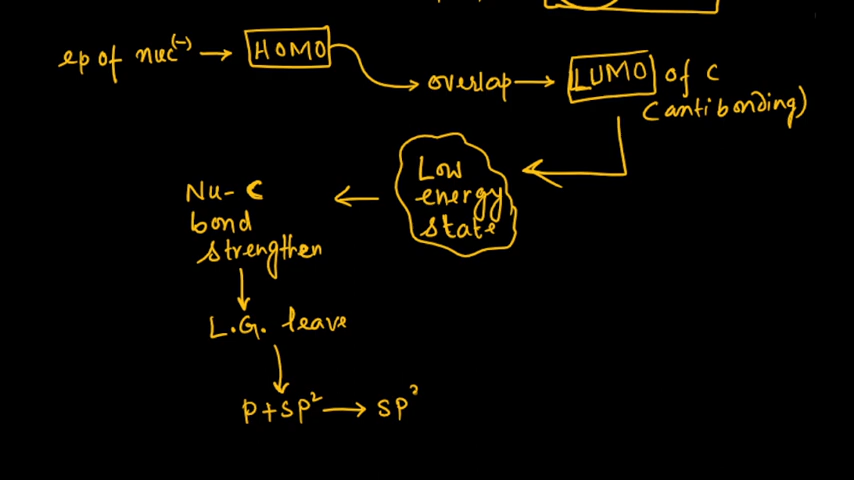 ep of nuc(-) → HOMO
overlap → LUMO of C
(antibonding)
Low
energy
state
Nu-C
bond
strengthen
L.G. leave
P+SP² → SP³